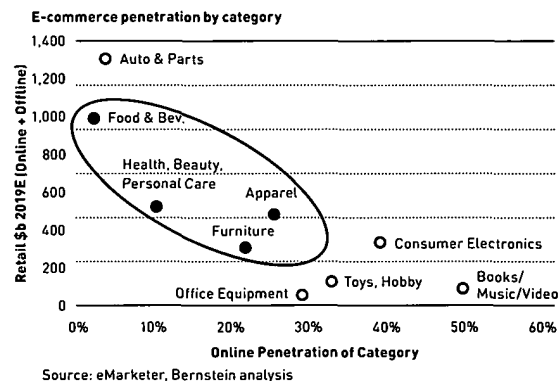 E-commerce penetration by category
Retail $b 2019E (Online + Offline)
1,400
1,200
1,000
800
600
400
200
0
Auto & Parts
Food & Bev.
Health, Beauty,
Personal Care
Apparel
Furniture
Consumer Electronics
Toys, Hobby
Books/
Music/Video
Office Equipment
0%
10%
20%
30%
40%
50%
60%
Online Penetration of Category
Source: eMarketer, Bernstein analysis